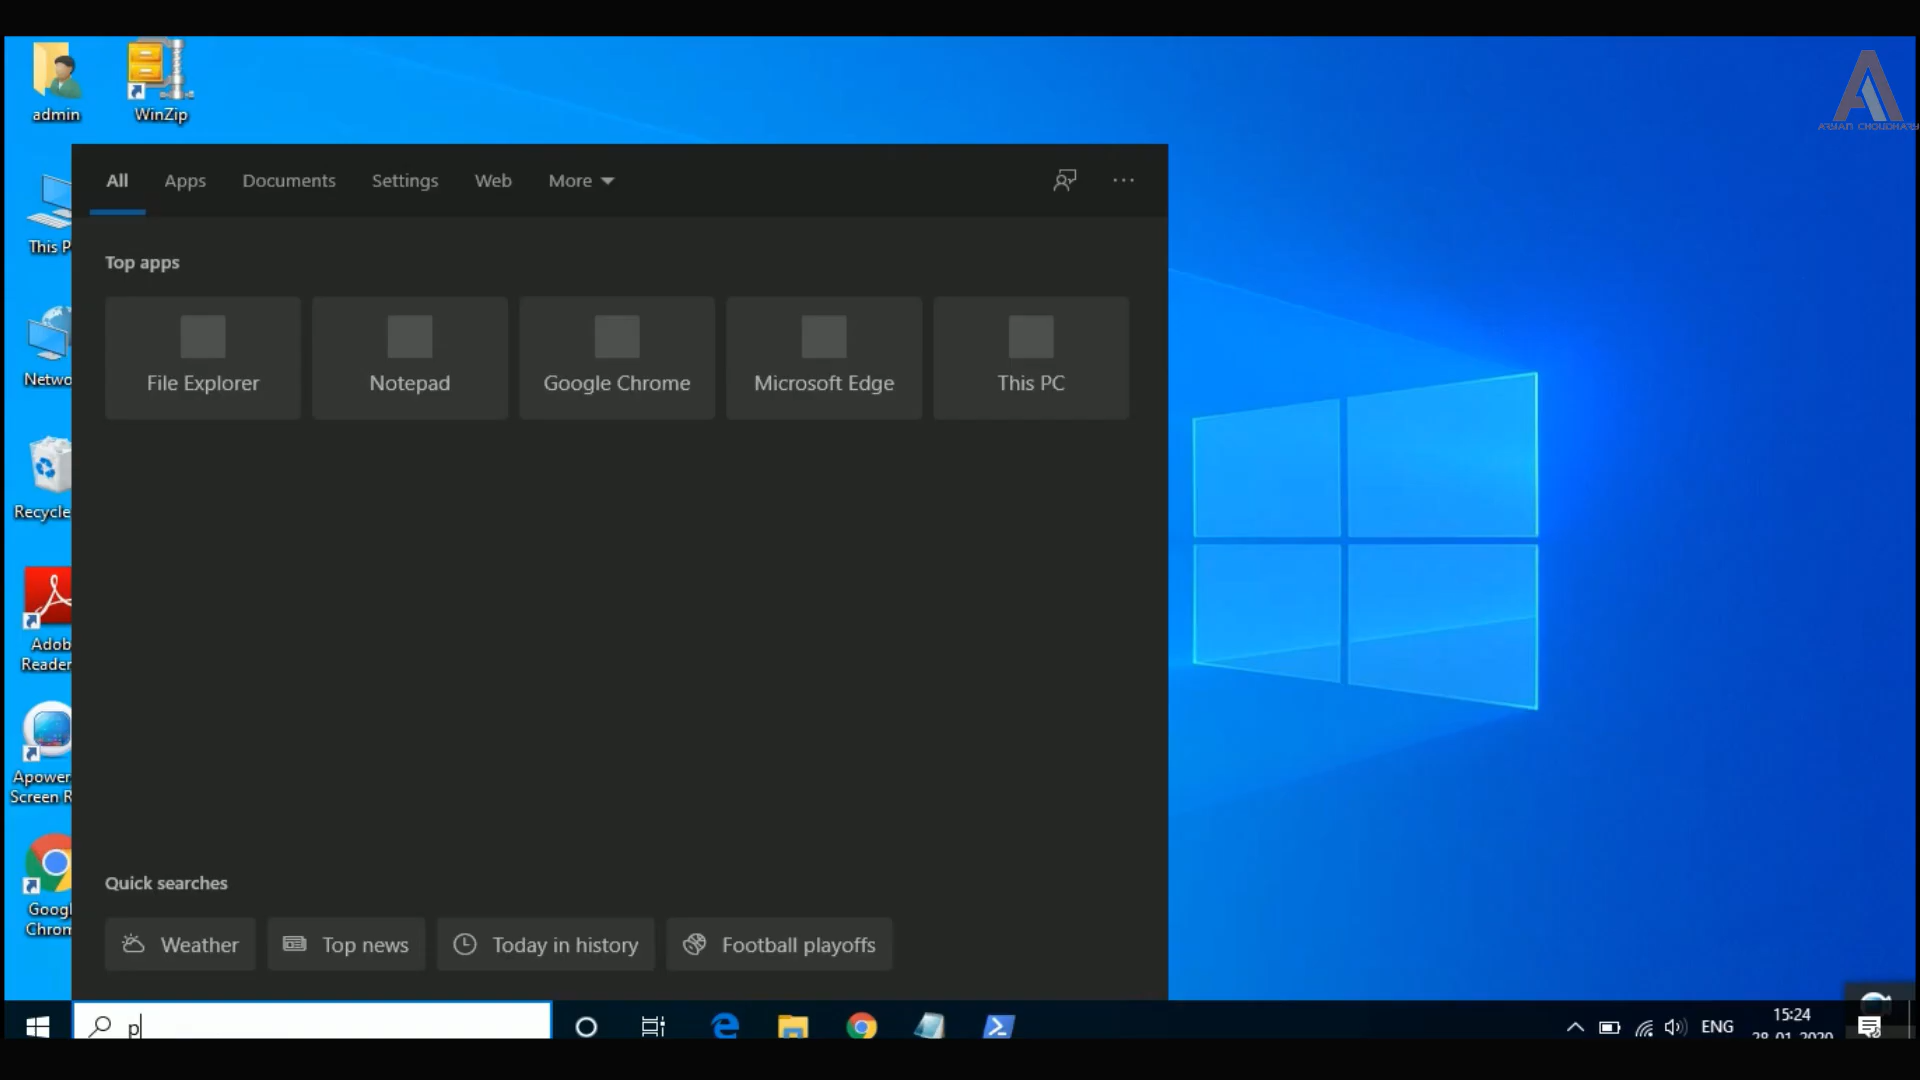 admin
WinZip
ARMAN CHOUDHARY
All Apps Documents Settings Web More
This P
Top apps
File Explorer Notepad Google Chrome Microsoft Edge This PC
Netwo
Recycle
Adob
Reader
Apower
Screen R
Googl
Chrom
Quick searches
Weather Top news Today in history Football playoffs
p
ENG
15:24
28-01-2020